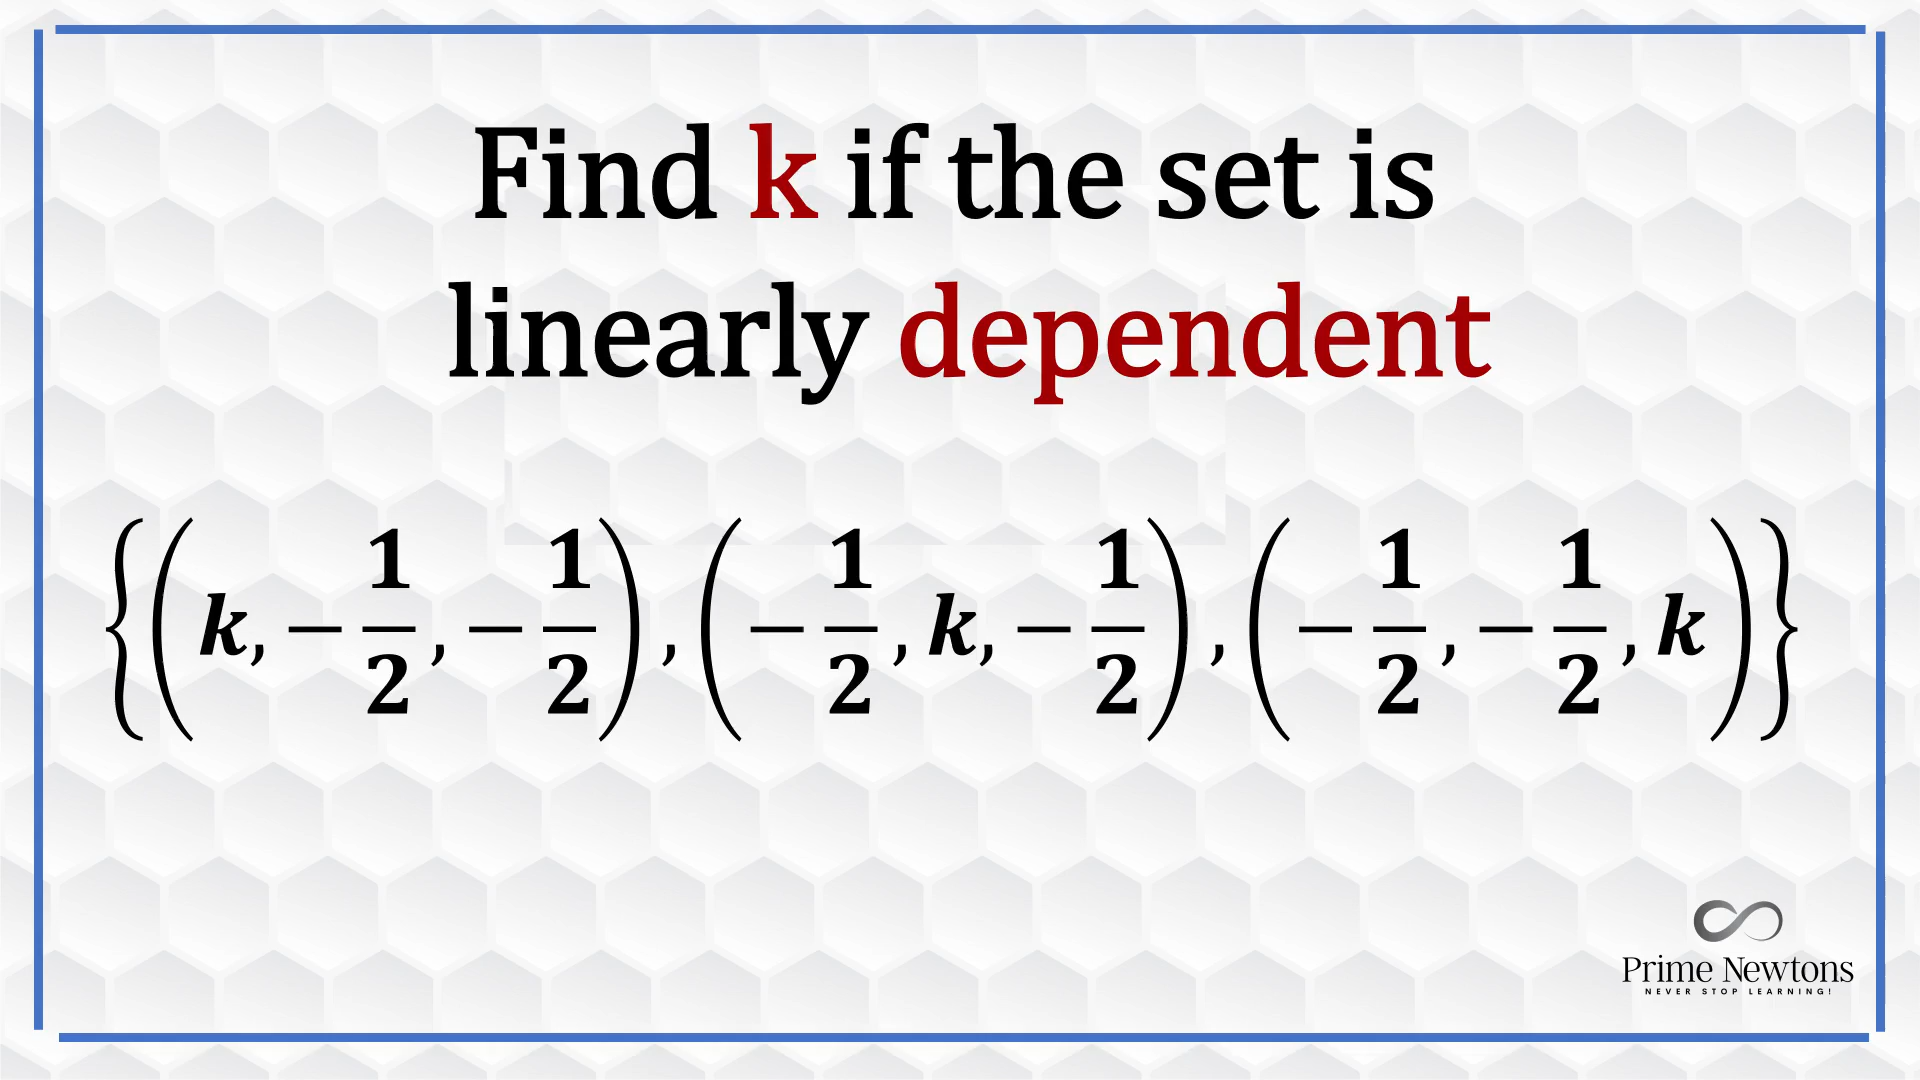 Find k if the set is
linearly dependent
{(k, −1/2, −1/2), (−1/2, k, −1/2), (−1/2, −1/2, k)}
Prime Newtons
NEVER STOP LEARNING!